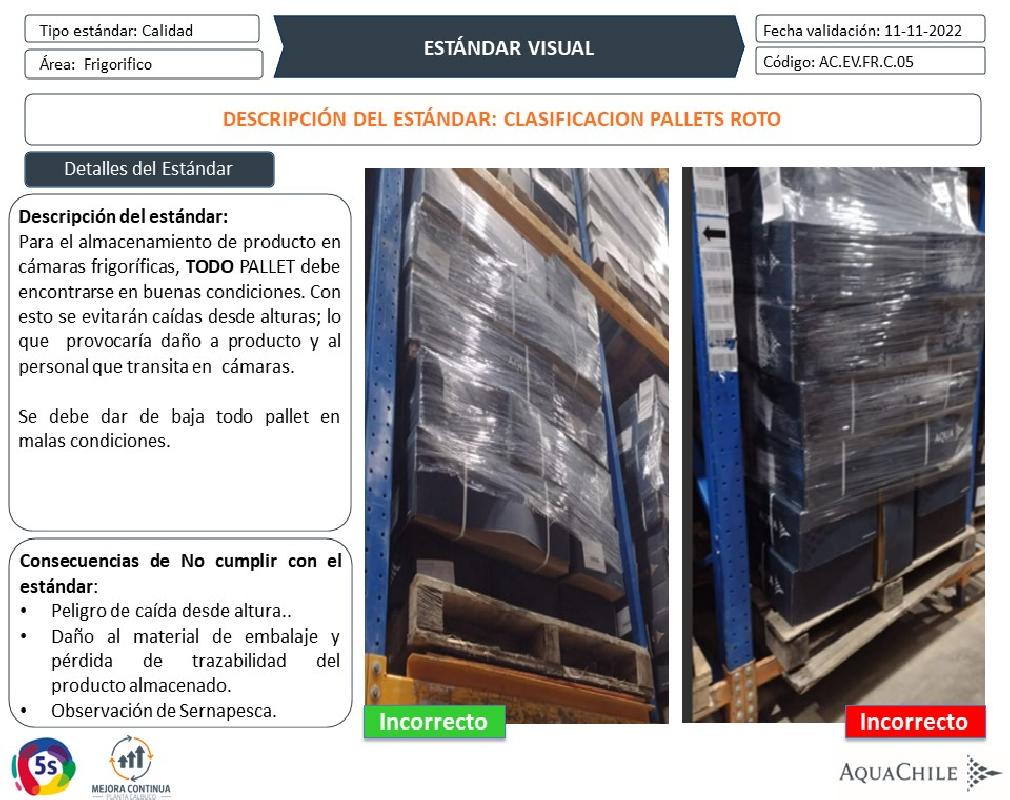 Tipo estándar: Calidad
Área: Frigorifico
ESTÁNDAR VISUAL
Fecha validación: 11-11-2022
Código: AC.EV.FR.C.05
DESCRIPCIÓN DEL ESTÁNDAR: CLASIFICACION PALLETS ROTO
Detalles del Estándar
Descripción del estándar:
Para el almacenamiento de producto en
cámaras frigoríficas, TODO PALLET debe
encontrarse en buenas condiciones. Con
esto se evitarán caídas desde alturas; lo
que provocaría daño a producto y al
personal que transita en cámaras.
Se debe dar de baja todo pallet en
malas condiciones.
Consecuencias de No cumplir con el
estándar:
• Peligro de caída desde altura..
• Daño al material de embalaje y
pérdida de trazabilidad del
producto almacenado.
• Observación de Sernapesca.
AQUA
Incorrecto
Incorrecto
5s
MEJORA CONTINUA
PLANTA CALBUCO
AQUACHILE